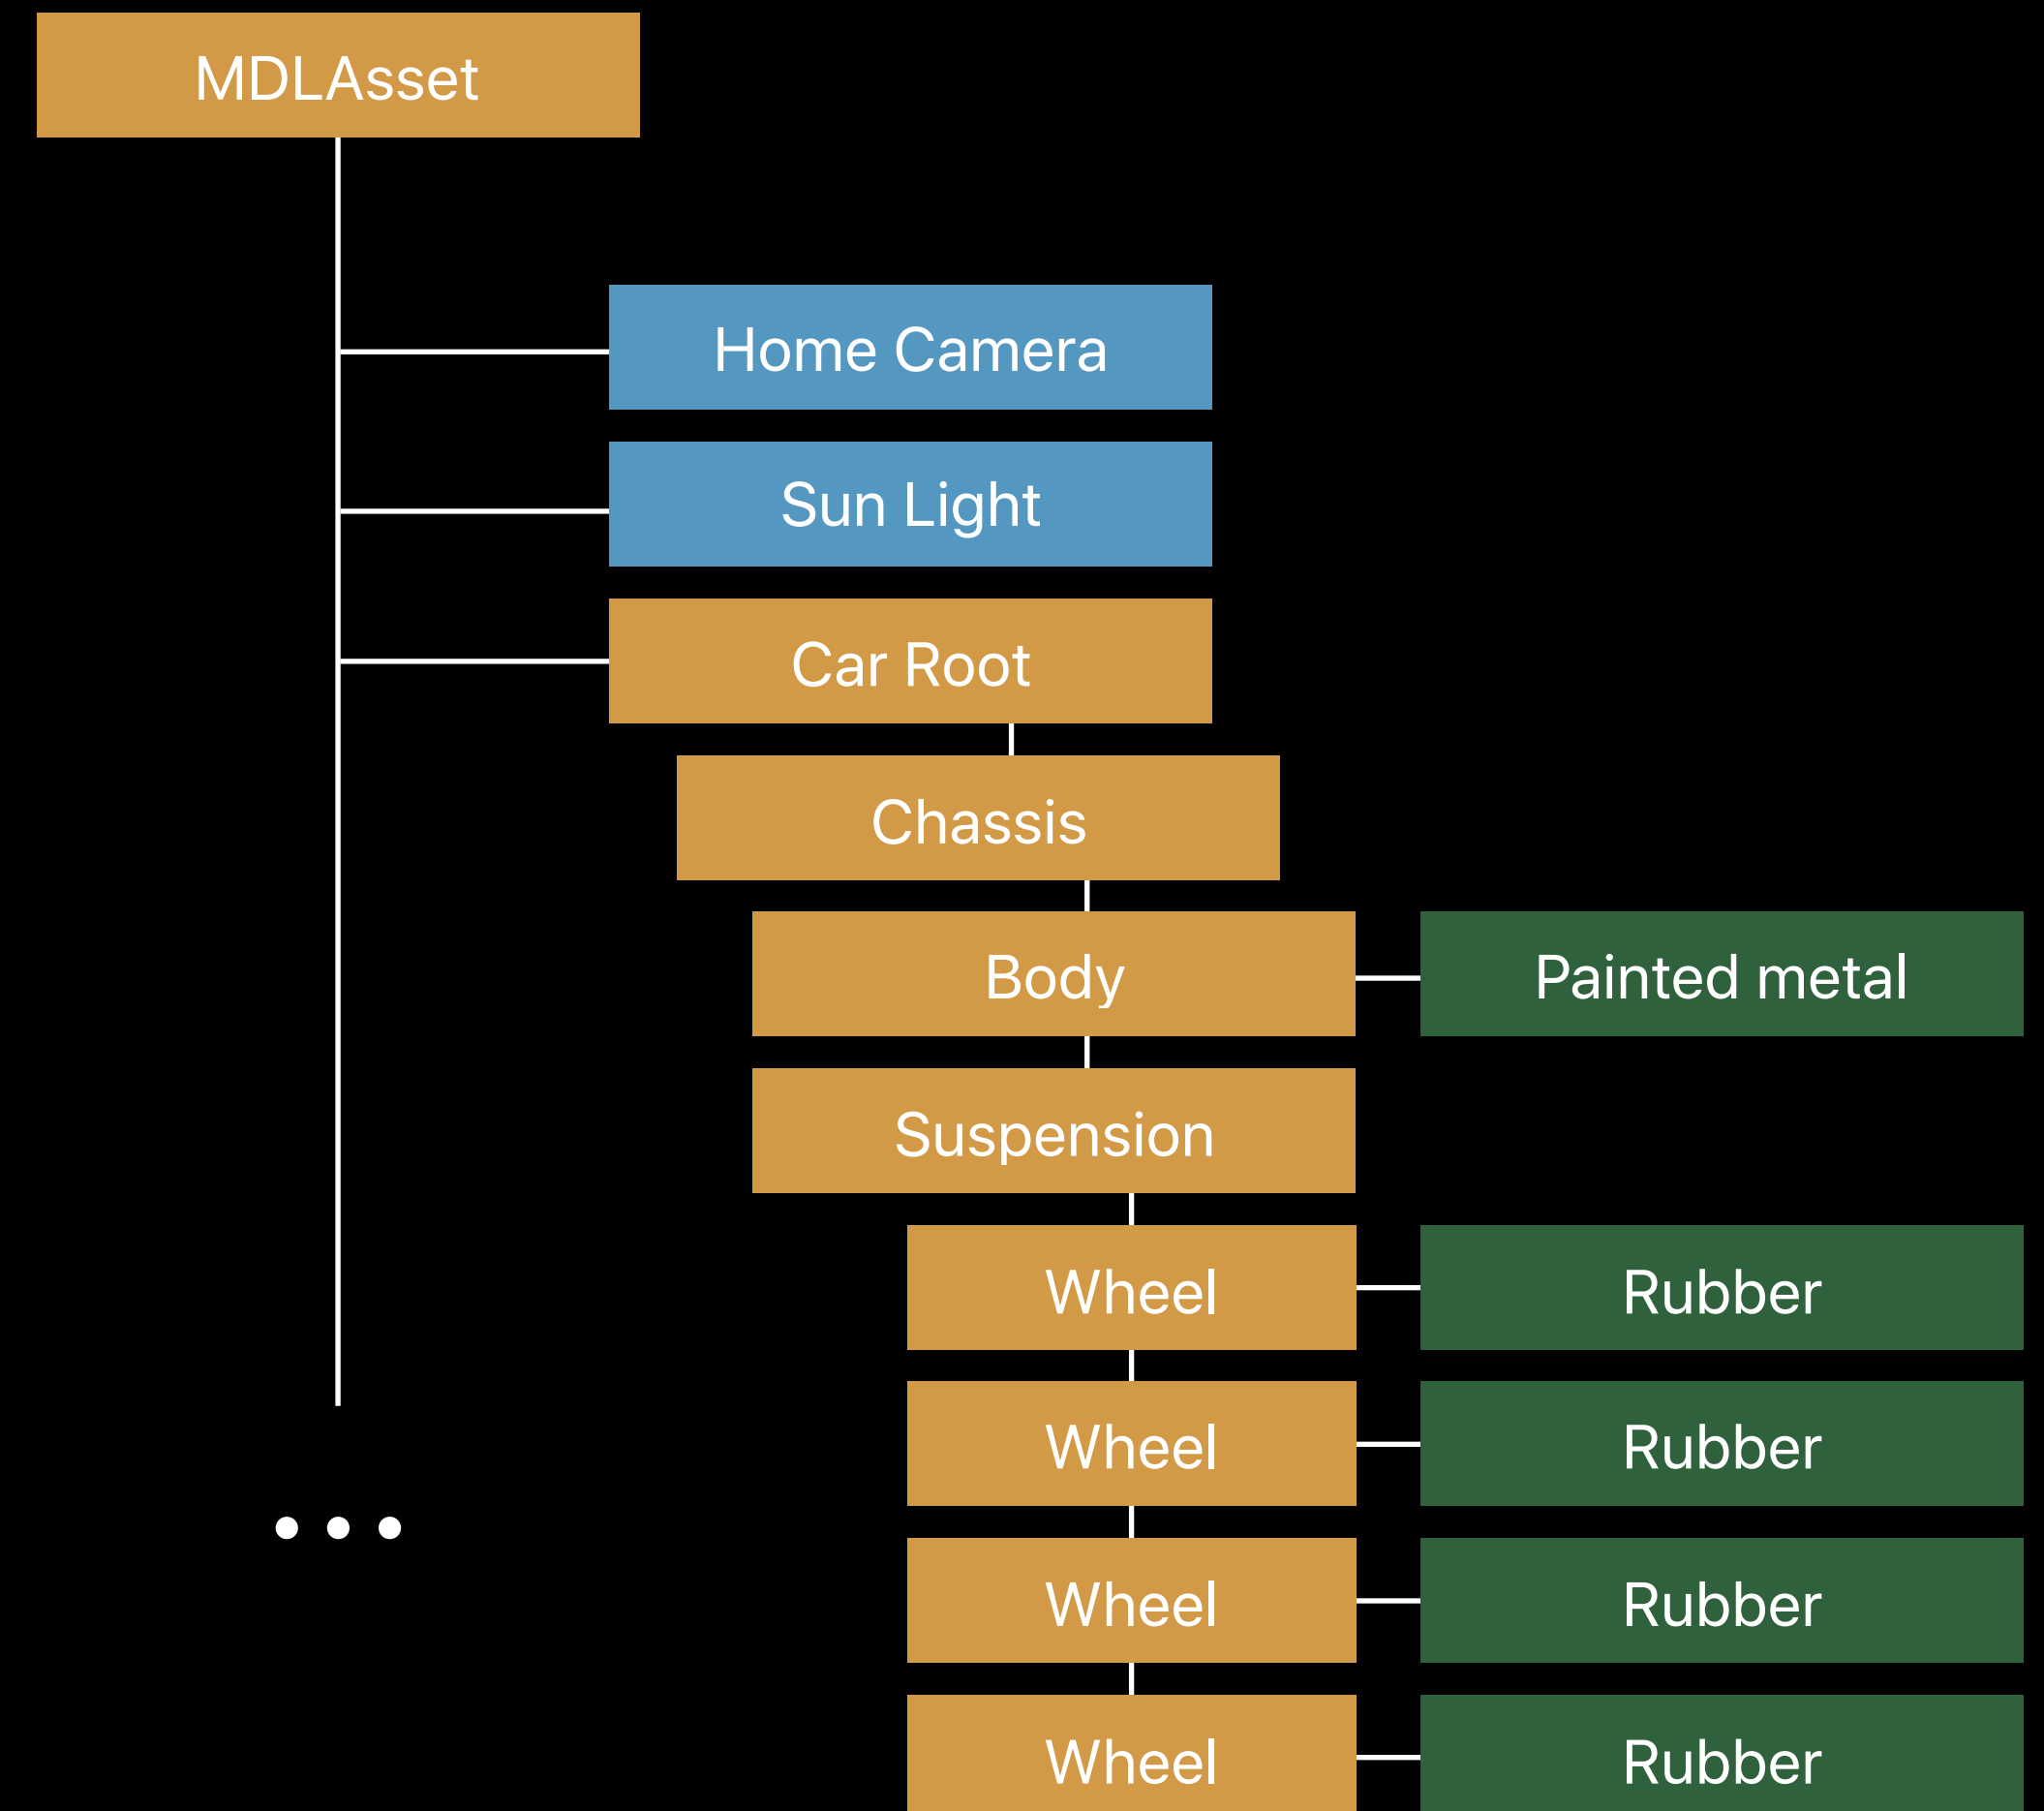 MDLAsset
Home Camera
Sun Light
Car Root
Chassis
Body
Painted metal
Suspension
Wheel
Rubber
Wheel
Rubber
Wheel
Rubber
Wheel
Rubber